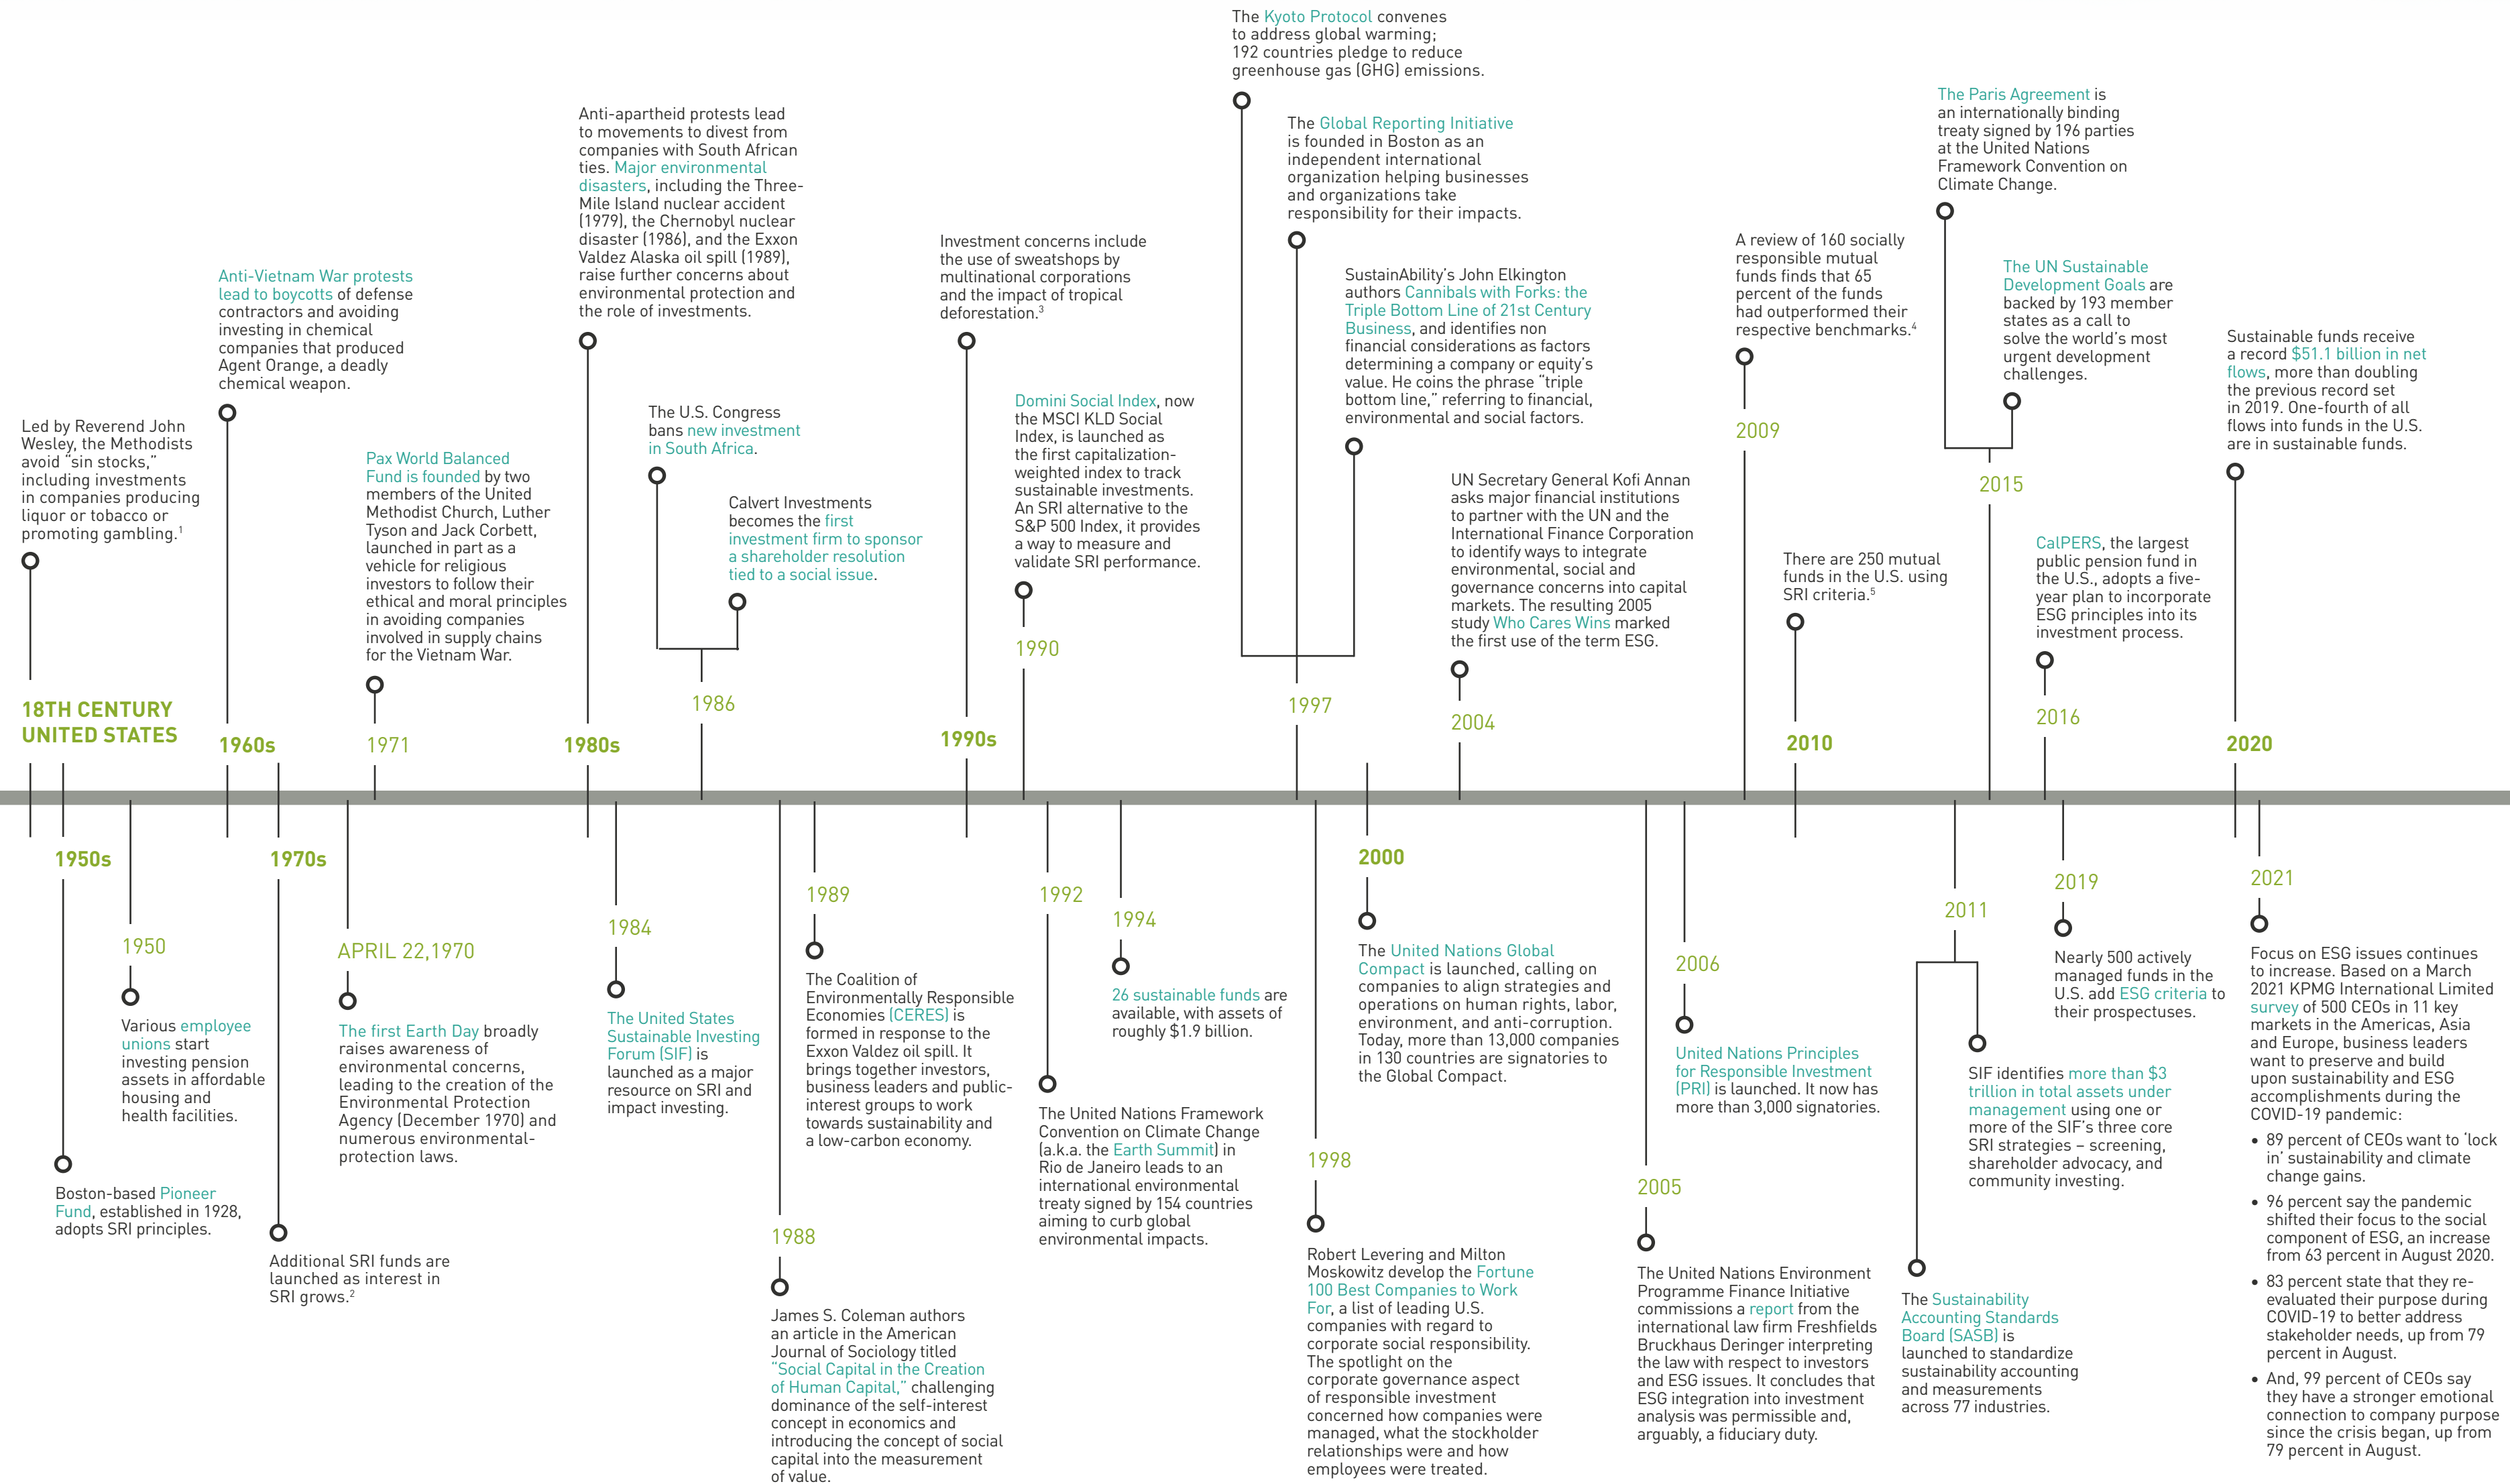 Led by Reverend John
Wesley, the Methodists
avoid “sin stocks,”
including investments
in companies producing
liquor or tobacco or
promoting gambling.1
18TH CENTURY
UNITED STATES
1950s
Boston-based Pioneer
Fund, established in 1928,
adopts SRI principles.
1950
Various employee
unions start
investing pension
assets in affordable
housing and
health facilities.
Anti-Vietnam War protests
lead to boycotts of defense
contractors and avoiding
investing in chemical
companies that produced
Agent Orange, a deadly
chemical weapon.
1960s
1970s
Additional SRI funds are
launched as interest in
SRI grows.2
APRIL 22,1970
The first Earth Day broadly
raises awareness of
environmental concerns,
leading to the creation of the
Environmental Protection
Agency (December 1970) and
numerous environmental-
protection laws.
Pax World Balanced
Fund is founded by two
members of the United
Methodist Church, Luther
Tyson and Jack Corbett,
launched in part as a
vehicle for religious
investors to follow their
ethical and moral principles
in avoiding companies
involved in supply chains
for the Vietnam War.
1971
Anti-apartheid protests lead
to movements to divest from
companies with South African
ties. Major environmental
disasters, including the Three-
Mile Island nuclear accident
(1979), the Chernobyl nuclear
disaster (1986), and the Exxon
Valdez Alaska oil spill (1989),
raise further concerns about
environmental protection and
the role of investments.
1980s
1984
The United States
Sustainable Investing
Forum (SIF) is
launched as a major
resource on SRI and
impact investing.
The U.S. Congress
bans new investment
in South Africa.
Calvert Investments
becomes the first
investment firm to sponsor
a shareholder resolution
tied to a social issue.
1986
1988
James S. Coleman authors
an article in the American
Journal of Sociology titled
“Social Capital in the Creation
of Human Capital,” challenging
dominance of the self-interest
concept in economics and
introducing the concept of social
capital into the measurement
of value.
1989
The Coalition of
Environmentally Responsible
Economies (CERES) is
formed in response to the
Exxon Valdez oil spill. It
brings together investors,
business leaders and public-
interest groups to work
towards sustainability and
a low-carbon economy.
Investment concerns include
the use of sweatshops by
multinational corporations
and the impact of tropical
deforestation.3
1990s
Domini Social Index, now
the MSCI KLD Social
Index, is launched as
the first capitalization-
weighted index to track
sustainable investments.
An SRI alternative to the
S&P 500 Index, it provides
a way to measure and
validate SRI performance.
1990
1992
The United Nations Framework
Convention on Climate Change
(a.k.a. the Earth Summit) in
Rio de Janeiro leads to an
international environmental
treaty signed by 154 countries
aiming to curb global
environmental impacts.
1994
26 sustainable funds are
available, with assets of
roughly $1.9 billion.
The Kyoto Protocol convenes
to address global warming;
192 countries pledge to reduce
greenhouse gas (GHG) emissions.
The Global Reporting Initiative
is founded in Boston as an
independent international
organization helping businesses
and organizations take
responsibility for their impacts.
SustainAbility’s John Elkington
authors Cannibals with Forks: the
Triple Bottom Line of 21st Century
Business, and identifies non
financial considerations as factors
determining a company or equity’s
value. He coins the phrase “triple
bottom line,” referring to financial,
environmental and social factors.
1997
1998
Robert Levering and Milton
Moskowitz develop the Fortune
100 Best Companies to Work
For, a list of leading U.S.
companies with regard to
corporate social responsibility.
The spotlight on the
corporate governance aspect
of responsible investment
concerned how companies were
managed, what the stockholder
relationships were and how
employees were treated.
2000
The United Nations Global
Compact is launched, calling on
companies to align strategies and
operations on human rights, labor,
environment, and anti-corruption.
Today, more than 13,000 companies
in 130 countries are signatories to
the Global Compact.
UN Secretary General Kofi Annan
asks major financial institutions
to partner with the UN and the
International Finance Corporation
to identify ways to integrate
environmental, social and
governance concerns into capital
markets. The resulting 2005
study Who Cares Wins marked
the first use of the term ESG.
2004
2005
The United Nations Environment
Programme Finance Initiative
commissions a report from the
international law firm Freshfields
Bruckhaus Deringer interpreting
the law with respect to investors
and ESG issues. It concludes that
ESG integration into investment
analysis was permissible and,
arguably, a fiduciary duty.
2006
United Nations Principles
for Responsible Investment
(PRI) is launched. It now has
more than 3,000 signatories.
A review of 160 socially
responsible mutual
funds finds that 65
percent of the funds
had outperformed their
respective benchmarks.4
2009
There are 250 mutual
funds in the U.S. using
SRI criteria.5
2010
2011
The Sustainability
Accounting Standards
Board (SASB) is
launched to standardize
sustainability accounting
and measurements
across 77 industries.
SIF identifies more than $3
trillion in total assets under
management using one or
more of the SIF’s three core
SRI strategies – screening,
shareholder advocacy, and
community investing.
The Paris Agreement is
an internationally binding
treaty signed by 196 parties
at the United Nations
Framework Convention on
Climate Change.
The UN Sustainable
Development Goals are
backed by 193 member
states as a call to
solve the world’s most
urgent development
challenges.
2015
CalPERS, the largest
public pension fund in
the U.S., adopts a five-
year plan to incorporate
ESG principles into its
investment process.
2016
2019
Nearly 500 actively
managed funds in the
U.S. add ESG criteria to
their prospectuses.
Sustainable funds receive
a record $51.1 billion in net
flows, more than doubling
the previous record set
in 2019. One-fourth of all
flows into funds in the U.S.
are in sustainable funds.
2020
2021
Focus on ESG issues continues
to increase. Based on a March
2021 KPMG International Limited
survey of 500 CEOs in 11 key
markets in the Americas, Asia
and Europe, business leaders
want to preserve and build
upon sustainability and ESG
accomplishments during the
COVID-19 pandemic:
• 89 percent of CEOs want to ‘lock
in’ sustainability and climate
change gains.
• 96 percent say the pandemic
shifted their focus to the social
component of ESG, an increase
from 63 percent in August 2020.
• 83 percent state that they re-
evaluated their purpose during
COVID-19 to better address
stakeholder needs, up from 79
percent in August.
• And, 99 percent of CEOs say
they have a stronger emotional
connection to company purpose
since the crisis began, up from
79 percent in August.